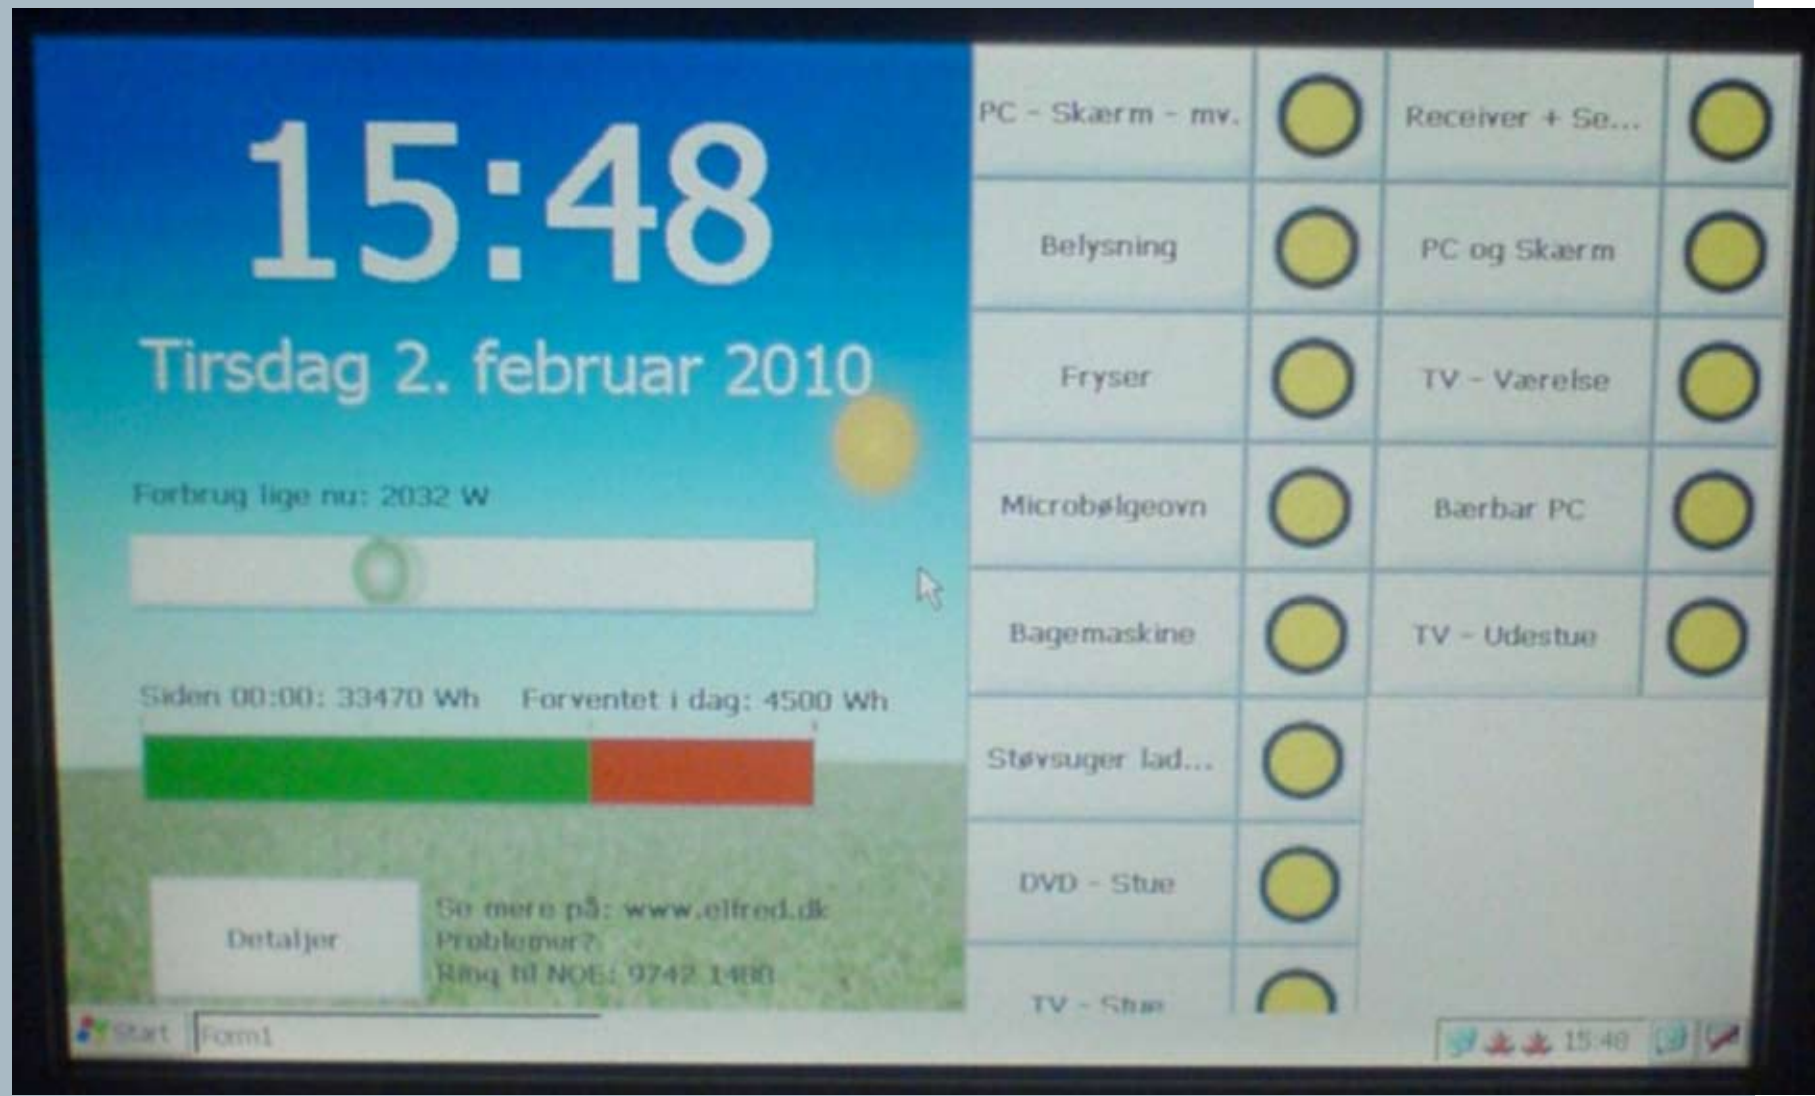 15:48
Tirsdag 2. februar 2010
Forbrug lige nu: 2032 W
Siden 00:00: 33470 Wh Forventet i dag: 4500 Wh
Detaljer
Se mere på: www.elfred.dk
Problemer?
Ring til NOE: 9742 1488
PC - Skærm - mv.
Belysning
Fryser
Microbølgeovn
Bagemaskine
Støvsuger lad...
DVD - Stue
TV - Stue
Receiver + Se...
PC og Skærm
TV - Værelse
Bærbar PC
TV - Udestue
Start
Form1
15:48